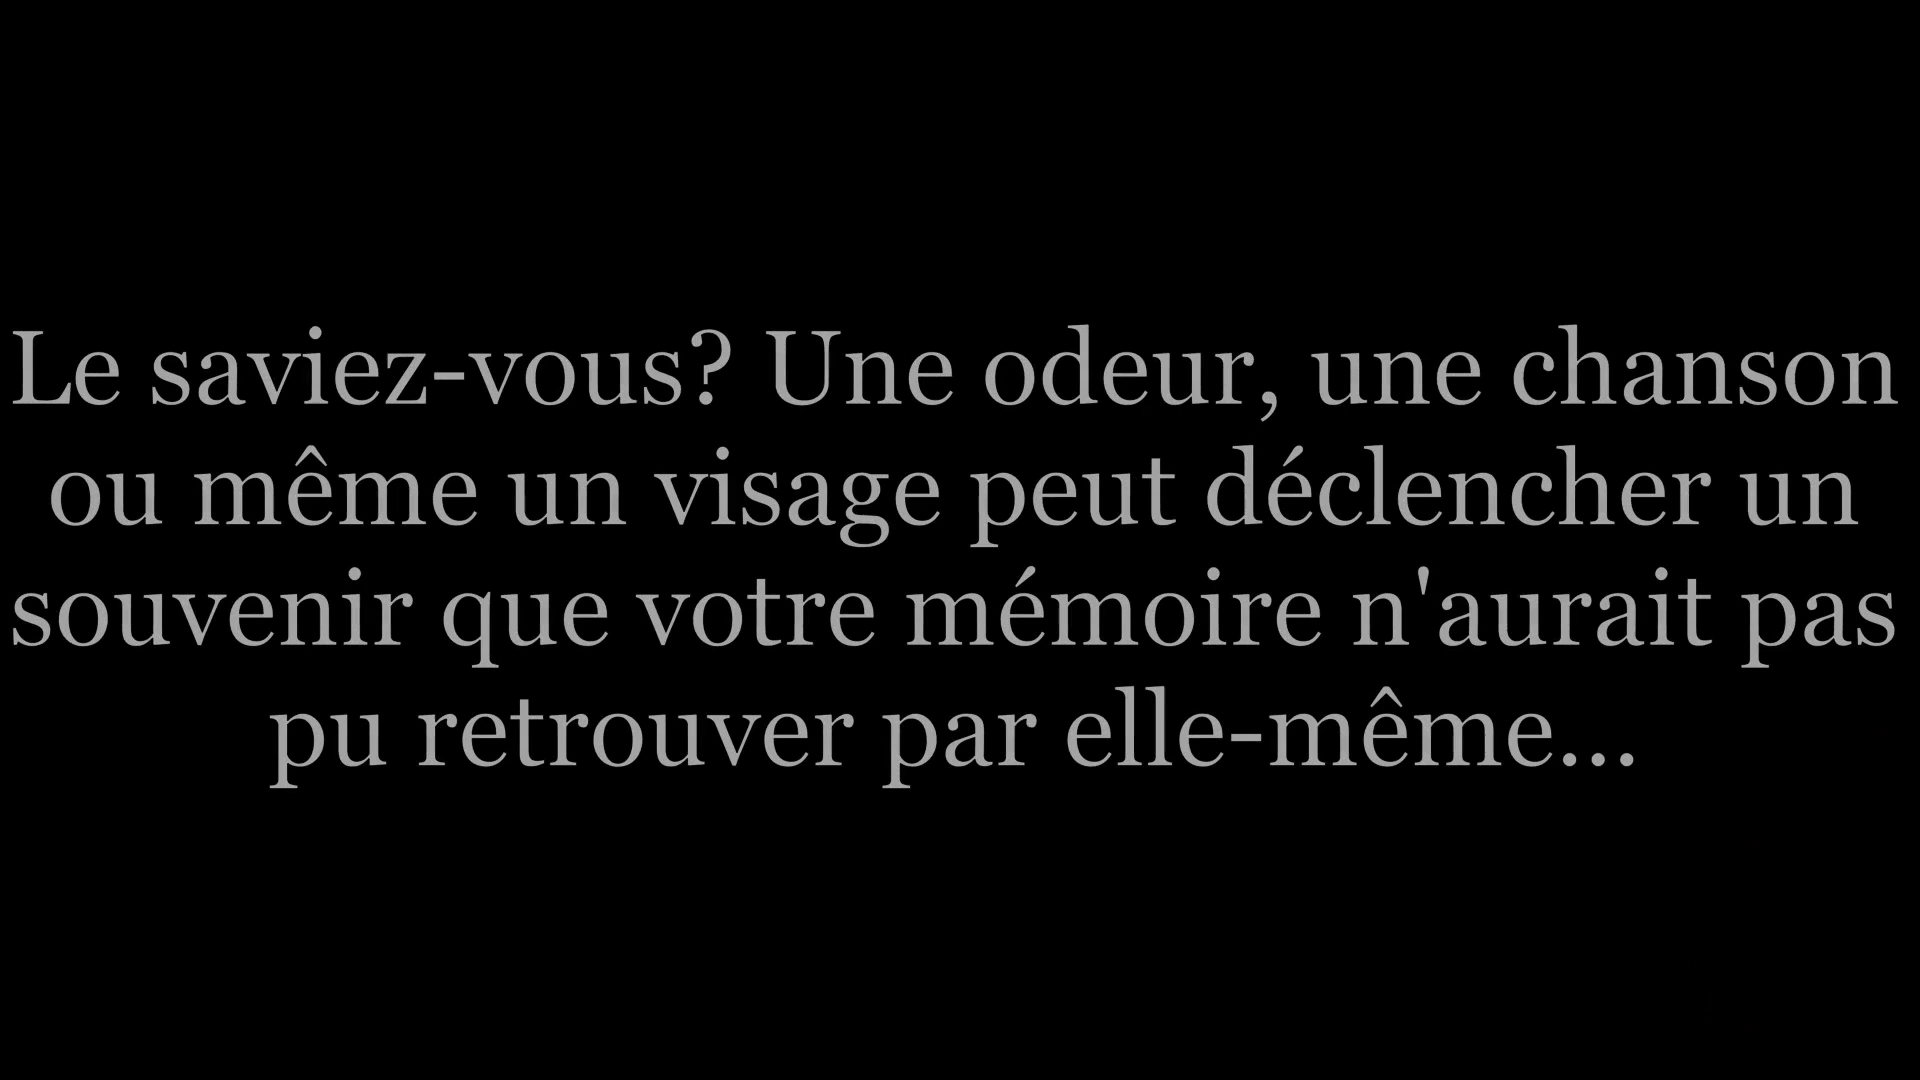 Le saviez-vous? Une odeur, une chanson
ou même un visage peut déclencher un
souvenir que votre mémoire n'aurait pas
pu retrouver par elle-même...